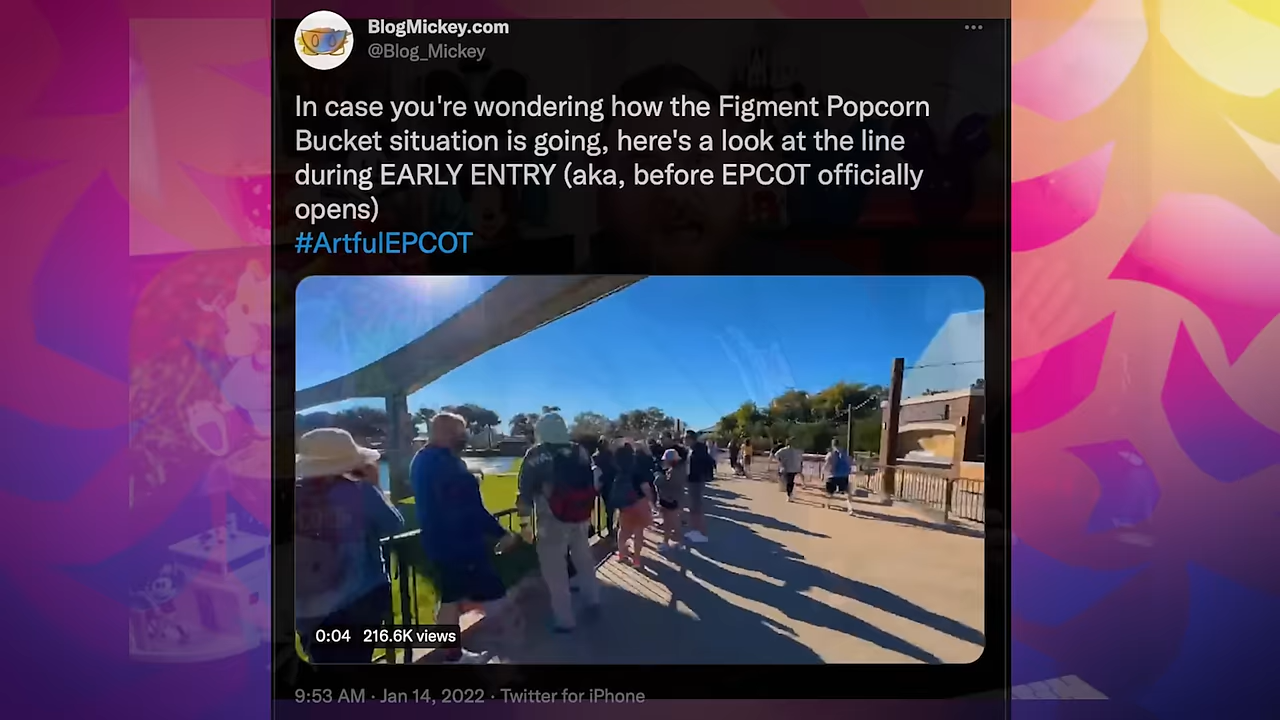 BlogMickey.com
@Blog_Mickey
In case you're wondering how the Figment Popcorn
Bucket situation is going, here's a look at the line
during EARLY ENTRY (aka, before EPCOT officially
opens)
#ArtfulEPCOT
0:04 216.6K views
9:53 AM · Jan 14, 2022 · Twitter for iPhone